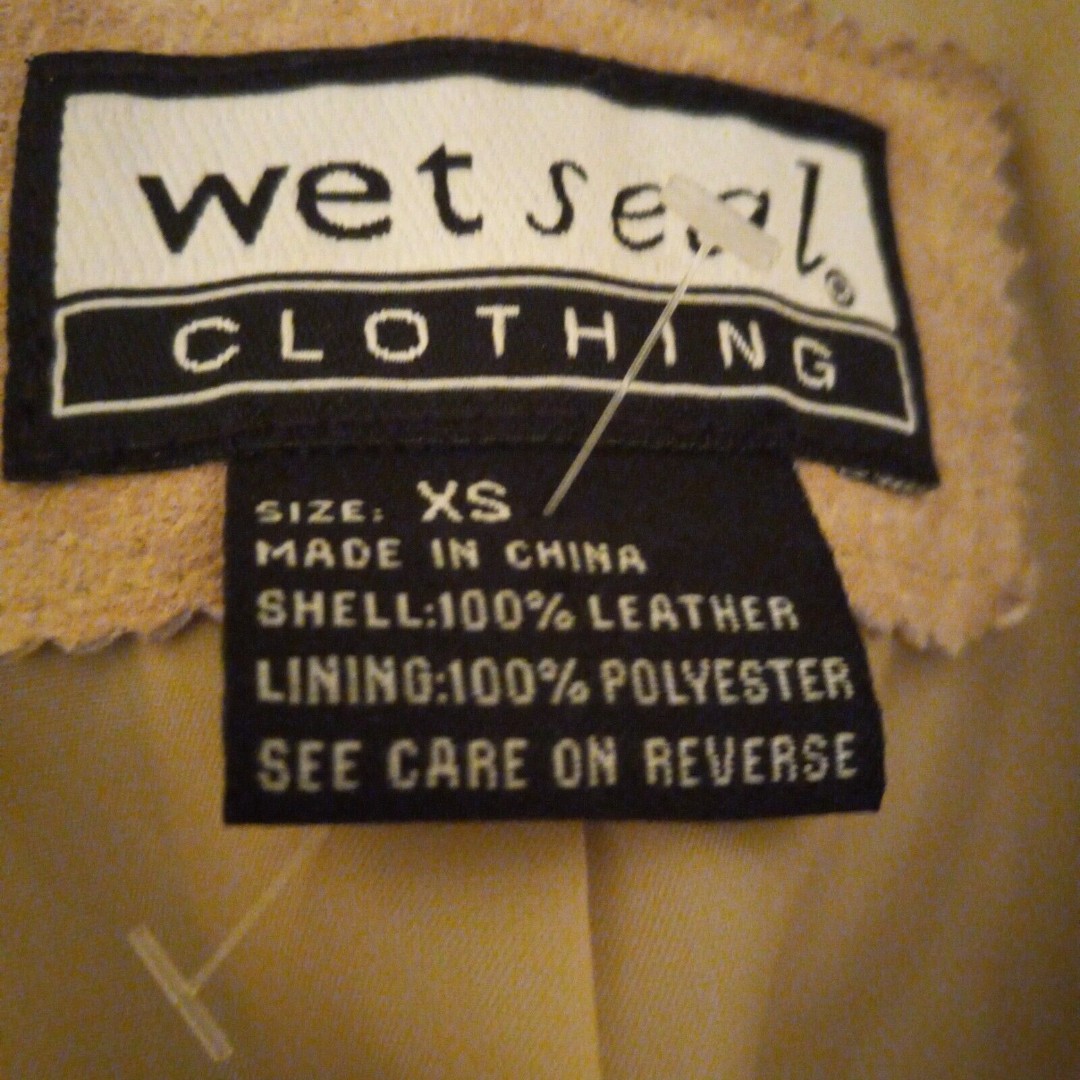 wet seal®
CLOTHING
SIZE: XS
MADE IN CHINA
SHELL:100% LEATHER
LINING:100% POLYESTER
SEE CARE ON REVERSE